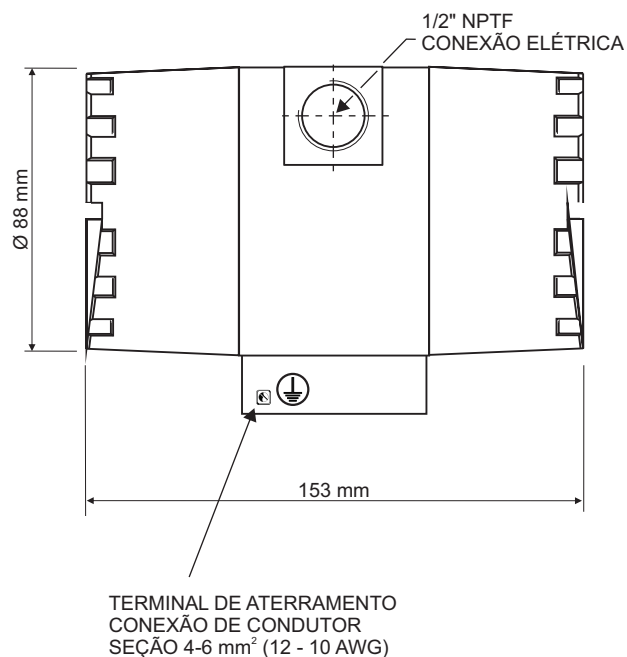 1/2" NPTF
CONEXÃO ELÉTRICA
Ø 88 mm
153 mm
TERMINAL DE ATERRAMENTO
CONEXÃO DE CONDUTOR
SEÇÃO 4-6 mm² (12 - 10 AWG)